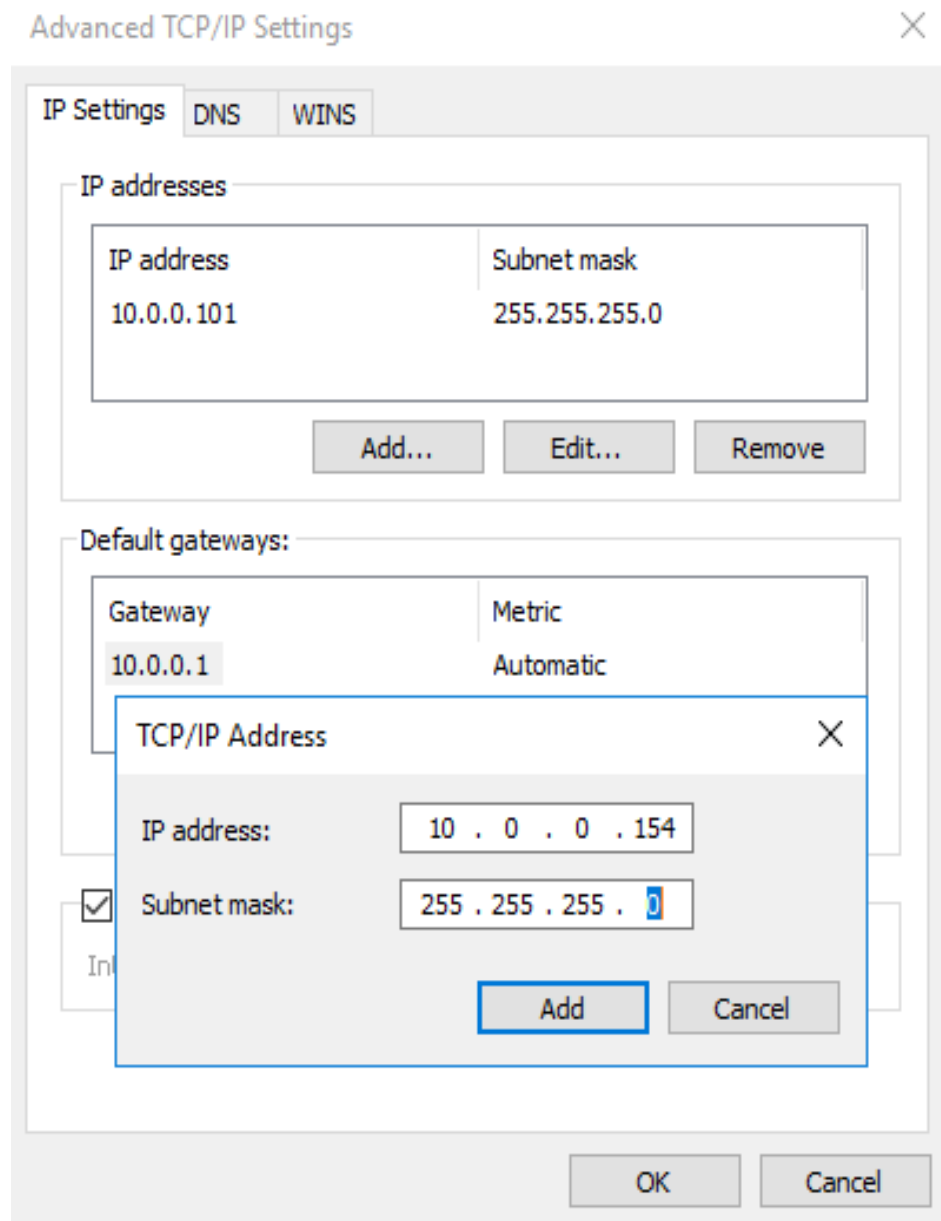 Advanced TCP/IP Settings
IP Settings DNS WINS
IP addresses
IP address Subnet mask
10.0.0.101 255.255.255.0
Add... Edit... Remove
Default gateways:
Gateway Metric
10.0.0.1 Automatic
TCP/IP Address
IP address: 10 . 0 . 0 . 154
Subnet mask: 255 . 255 . 255 . 0
Add Cancel
OK Cancel